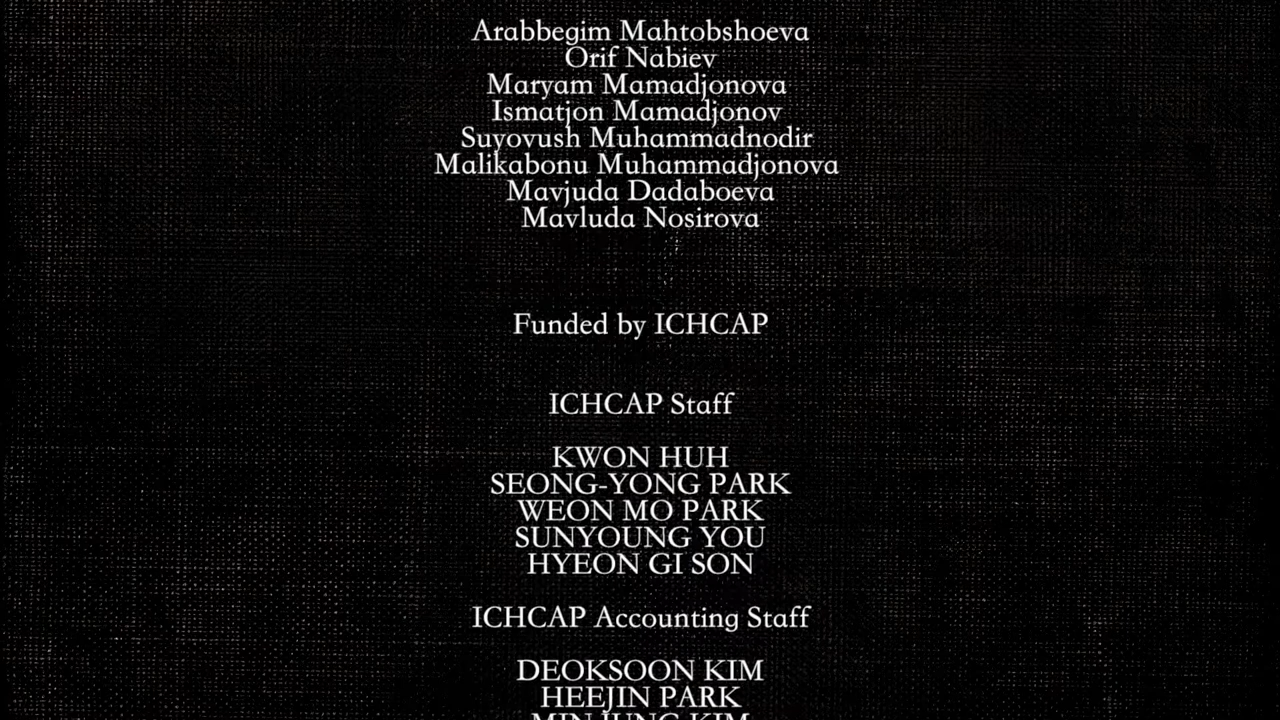 Arabbegim Mahtobshoeva
Orif Nabiev
Maryam Mamadjonova
Ismatjon Mamadjonov
Suyovush Muhammadnodir
Malikabonu Muhammadjonova
Mavjuda Dadaboeva
Mavluda Nosirova
Funded by ICHCAP
ICHCAP Staff
KWON HUH
SEONG-YONG PARK
WEON MO PARK
SUNYOUNG YOU
HYEON GI SON
ICHCAP Accounting Staff
DEOKSOON KIM
HEEJIN PARK
MINJUNG KIM